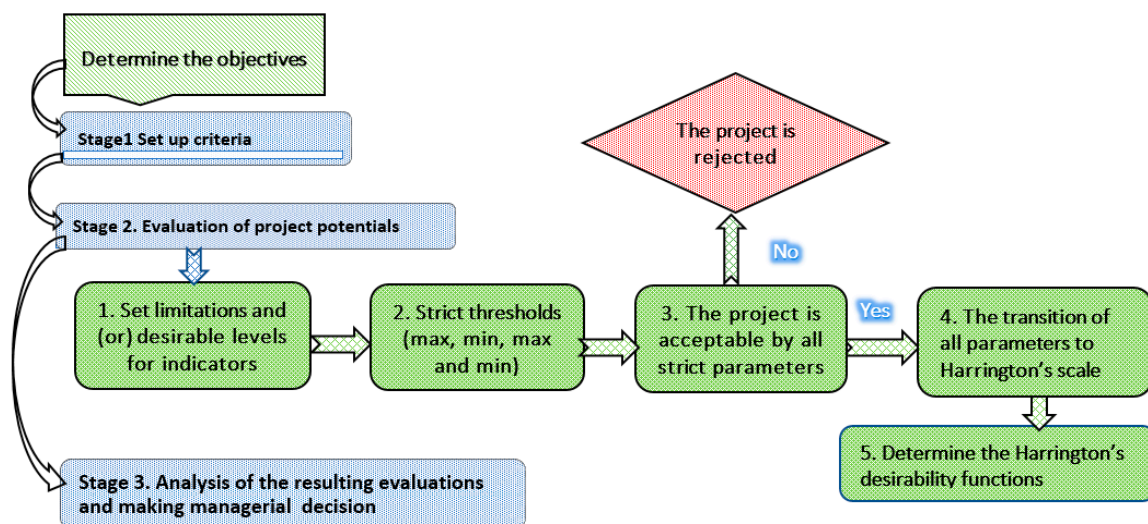 Determine the objectives
Stage1 Set up criteria
Stage 2. Evaluation of project potentials
1. Set limitations and
(or) desirable levels
for indicators
2. Strict thresholds
(max, min, max
and min)
3. The project is
acceptable by all
strict parameters
No
The project is
rejected
Yes
4. The transition of
all parameters to
Harrington’s scale
5. Determine the Harrington’s
desirability functions
Stage 3. Analysis of the resulting evaluations
and making managerial decision